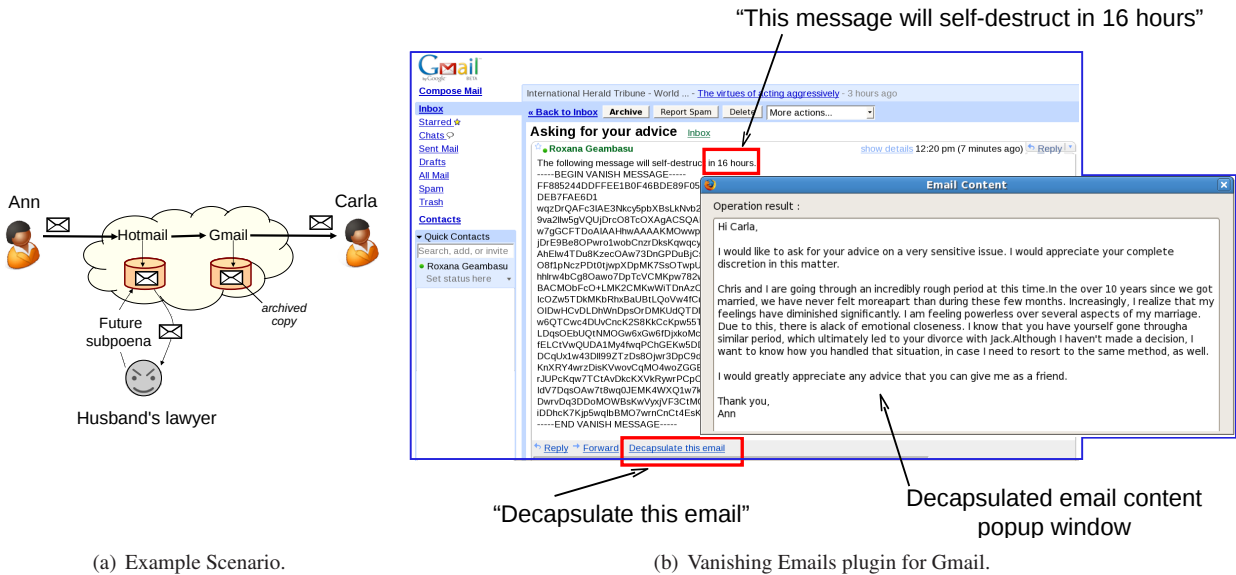 “This message will self-destruct in 16 hours”
Gmail
by Google BETA
Compose Mail
Inbox
Starred
Chats
Sent Mail
Drafts
All Mail
Spam
Trash
Contacts
Quick Contacts
Search, add, or invite
Roxana Geambasu
Set status here
International Herald Tribune - World ... - The virtues of acting aggressively - 3 hours ago
« Back to Inbox Archive Report Spam Delete More actions...
Asking for your advice Inbox
Roxana Geambasu show details 12:20 pm (7 minutes ago) Reply
The following message will self-destruct in 16 hours.
-----BEGIN VANISH MESSAGE-----
FF885244DDFFEE1B0F46BDE89F05
DEB7FAE6D1
-----END VANISH MESSAGE-----
Reply Forward Decapsulate this email
Email Content
Operation result :
Hi Carla,
I would like to ask for your advice on a very sensitive issue. I would appreciate your complete
discretion in this matter.
Chris and I are going through an incredibly rough period at this time.In the over 10 years since we got
married, we have never felt moreapart than during these few months. Increasingly, I realize that my
feelings have diminished significantly. I am feeling powerless over several aspects of my marriage.
Due to this, there is alack of emotional closeness. I know that you have yourself gone througha
similar period, which ultimately led to your divorce with Jack.Although I haven't made a decision, I
want to know how you handled that situation, in case I need to resort to the same method, as well.
I would greatly appreciate any advice that you can give me as a friend.
Thank you,
Ann
“Decapsulate this email”
Decapsulated email content
popup window
Ann
Carla
Hotmail
Gmail
archived
copy
Future
subpoena
Husband's lawyer
(a) Example Scenario.
(b) Vanishing Emails plugin for Gmail.